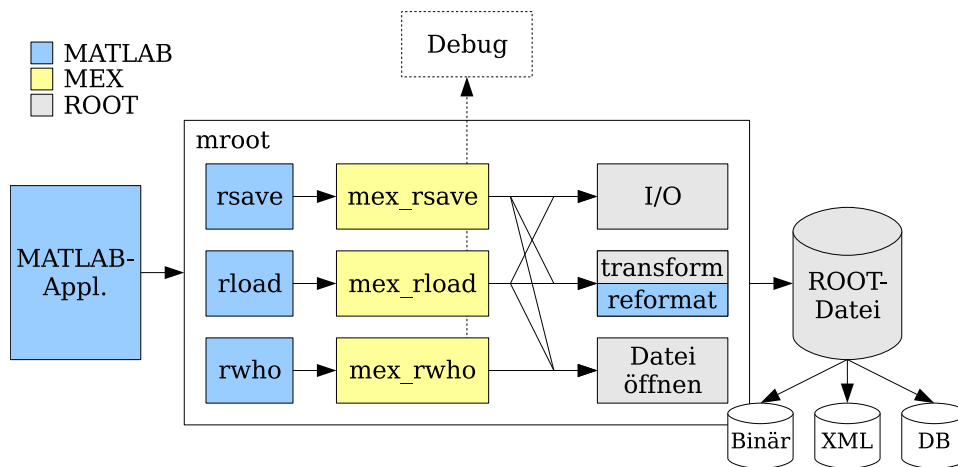 Debug
MATLAB
MEX
ROOT
mroot
rsave
mex_rsave
I/O
MATLAB-
Appl.
rload
mex_rload
transform
reformat
ROOT-
Datei
rwho
mex_rwho
Datei
öffnen
Binär
XML
DB